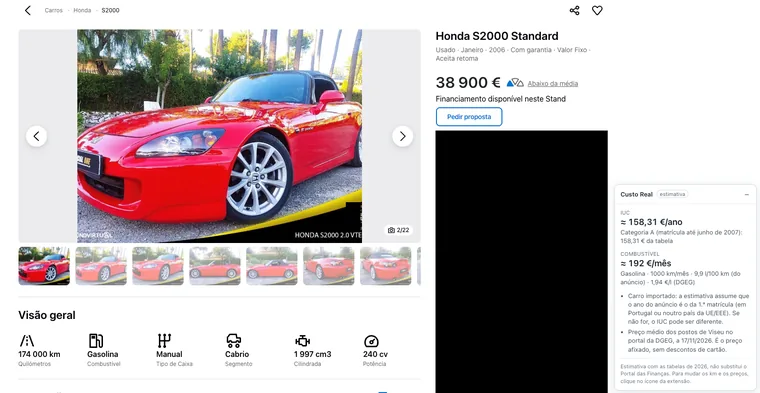 Carros
Honda
S2000
HONDA S2000 2.0 VTE
2/22
Honda S2000 Standard
Usado · Janeiro · 2006 · Com garantia · Valor Fixo ·
Aceita retoma
38 900 €
Abaixo da média
Financiamento disponível neste Stand
Pedir proposta
Visão geral
174 000 km
Quilómetros
Gasolina
Combustível
Manual
Tipo de Caixa
Cabrio
Segmento
1 997 cm3
Cilindrada
240 cv
Potência
Custo Real
estimativa
–
IUC
≈ 158,31 €/ano
Categoria A (matrícula até junho de 2007):
158,31 € da tabela
COMBUSTÍVEL
≈ 192 €/mês
Gasolina · 1000 km/mês · 9,9 l/100 km (do
anúncio) · 1,94 €/l (DGEG)
• Carro importado: a estimativa assume que
o ano do anúncio é o da 1.ª matrícula (em
Portugal ou noutro país da UE/EEE). Se
não for, o IUC pode ser diferente.
• Preço médio dos postos de Viseu no
portal da DGEG, a 17/11/2026. É o preço
afixado, sem descontos de cartão.
Estimativa com as tabelas de 2026, não substitui o
Portal das Finanças. Para mudar os km e os preços,
clique no ícone da extensão.